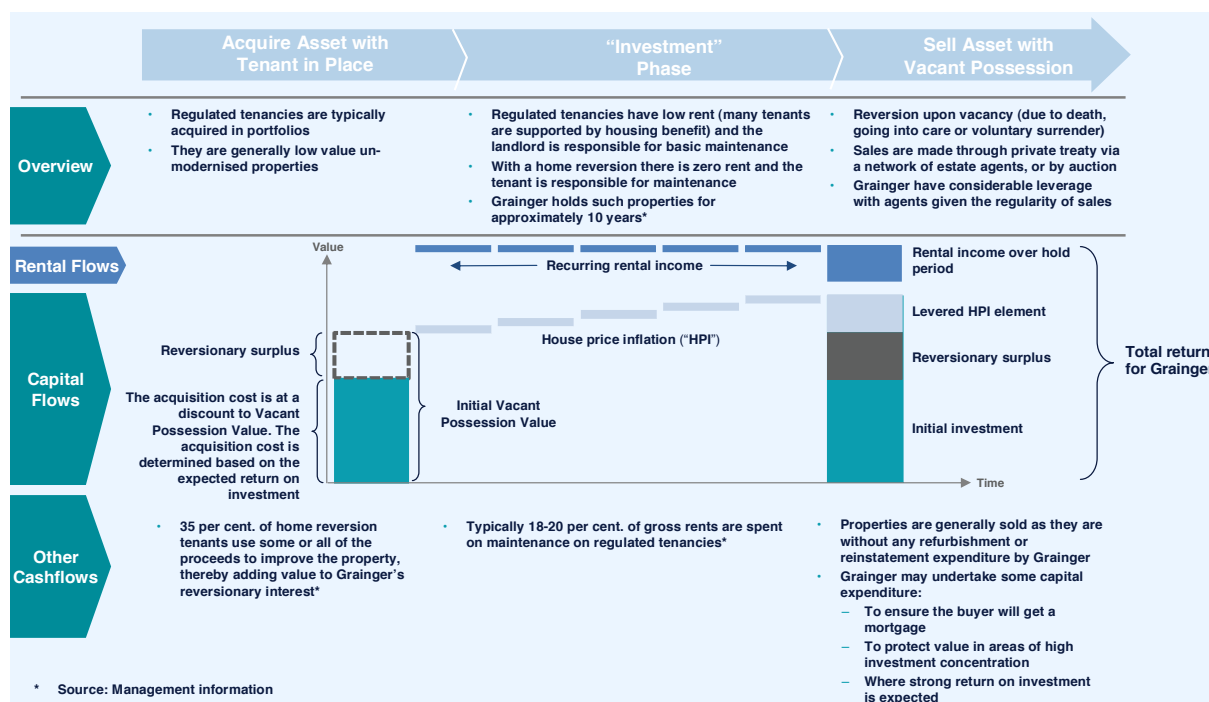 Acquire Asset with
Tenant in Place
“Investment”
Phase
Sell Asset with
Vacant Possession
Overview
• Regulated tenancies are typically
acquired in portfolios
• They are generally low value un-
modernised properties
• Regulated tenancies have low rent (many tenants
are supported by housing benefit) and the
landlord is responsible for basic maintenance
• With a home reversion there is zero rent and the
tenant is responsible for maintenance
• Grainger holds such properties for
approximately 10 years*
• Reversion upon vacancy (due to death,
going into care or voluntary surrender)
• Sales are made through private treaty via
a network of estate agents, or by auction
• Grainger have considerable leverage
with agents given the regularity of sales
Rental Flows
Value
Recurring rental income
Rental income over hold
period
Capital
Flows
Reversionary surplus
The acquisition cost is at a
discount to Vacant
Possession Value. The
acquisition cost is
determined based on the
expected return on
investment
Initial Vacant
Possession Value
House price inflation (“HPI”)
Levered HPI element
Reversionary surplus
Initial investment
Total return
for Grainger
Time
Other
Cashflows
• 35 per cent. of home reversion
tenants use some or all of the
proceeds to improve the property,
thereby adding value to Grainger’s
reversionary interest*
• Typically 18-20 per cent. of gross rents are spent
on maintenance on regulated tenancies*
• Properties are generally sold as they are
without any refurbishment or
reinstatement expenditure by Grainger
• Grainger may undertake some capital
expenditure:
– To ensure the buyer will get a
mortgage
– To protect value in areas of high
investment concentration
– Where strong return on investment
is expected
* Source: Management information